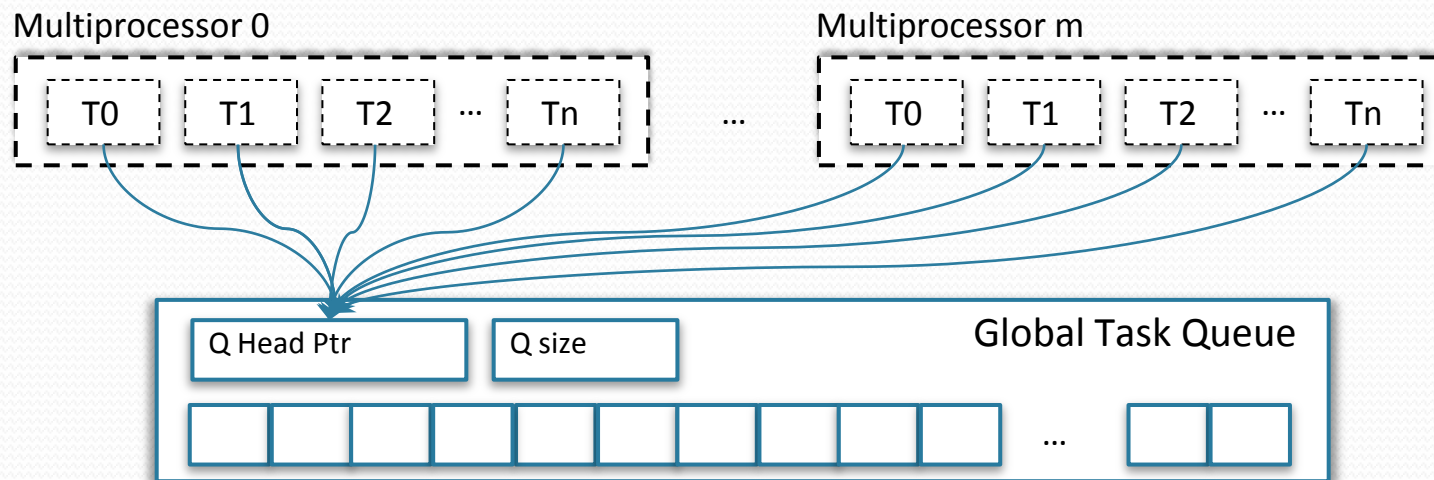 Multiprocessor 0
Multiprocessor m
T0 T1 T2 ... Tn ... T0 T1 T2 ... Tn
Q Head Ptr
Q size
Global Task Queue
...